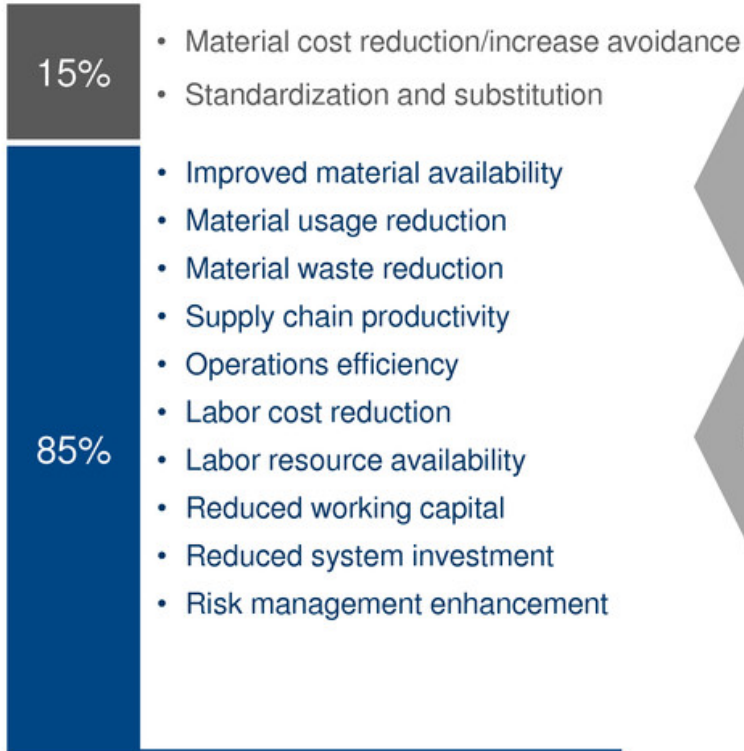 15%
• Material cost reduction/increase avoidance
• Standardization and substitution
85%
• Improved material availability
• Material usage reduction
• Material waste reduction
• Supply chain productivity
• Operations efficiency
• Labor cost reduction
• Labor resource availability
• Reduced working capital
• Reduced system investment
• Risk management enhancement